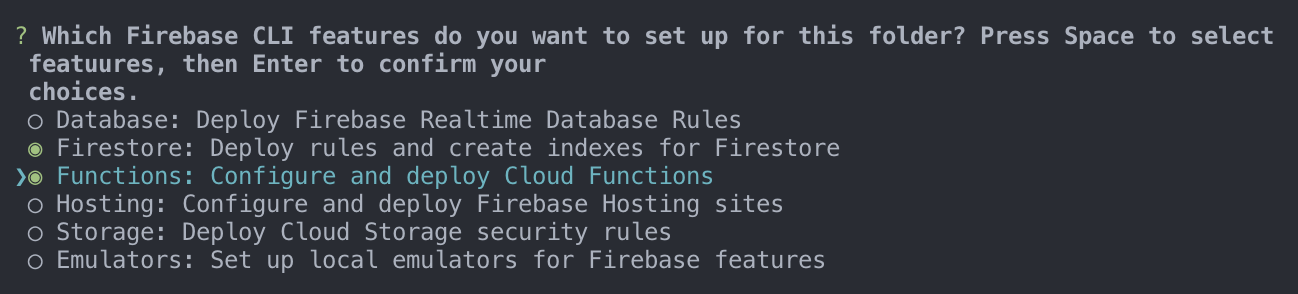 ? Which Firebase CLI features do you want to set up for this folder? Press Space to select
featuures, then Enter to confirm your
choices.
◯ Database: Deploy Firebase Realtime Database Rules
◉ Firestore: Deploy rules and create indexes for Firestore
❯◉ Functions: Configure and deploy Cloud Functions
◯ Hosting: Configure and deploy Firebase Hosting sites
◯ Storage: Deploy Cloud Storage security rules
◯ Emulators: Set up local emulators for Firebase features